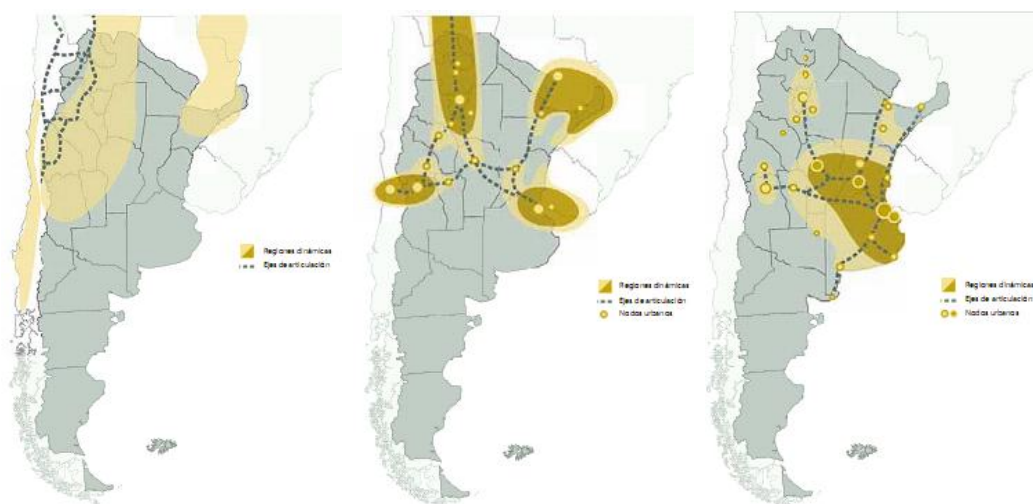 Regiones dinámicas
Ejes de articulación
Regiones dinámicas
Ejes de articulación
Nodos urbanos
Regiones dinámicas
Ejes de articulación
Nodos urbanos